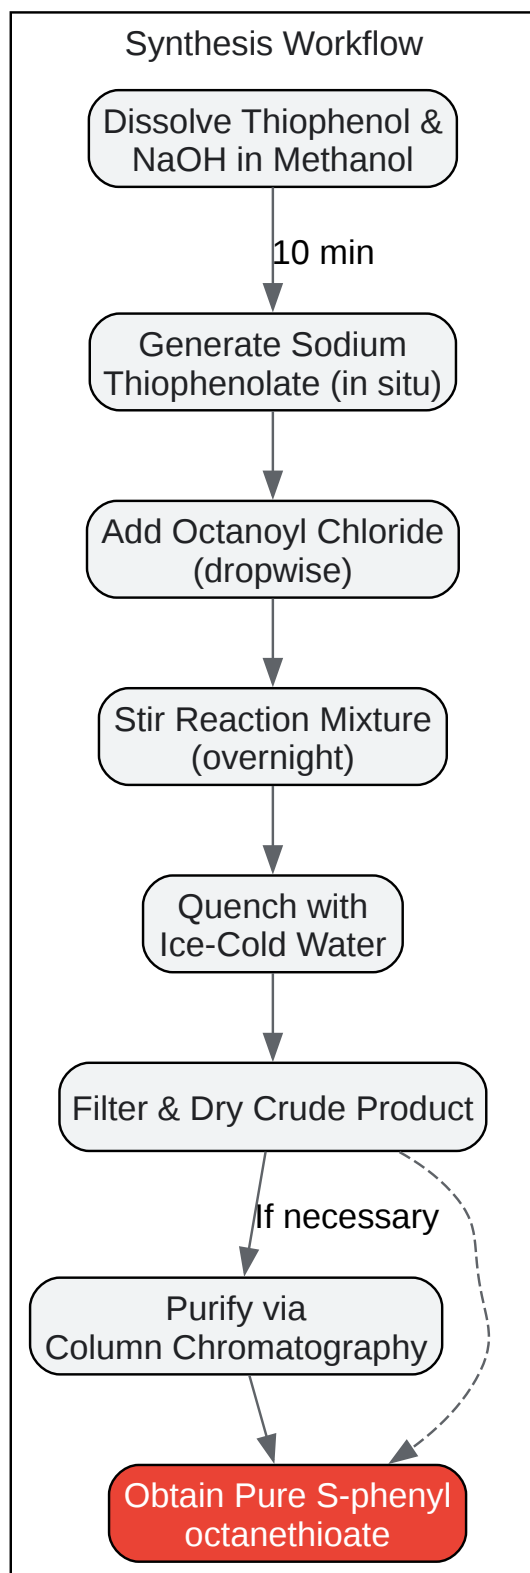 Synthesis Workflow
Dissolve Thiophenol &
NaOH in Methanol
10 min
Generate Sodium
Thiophenolate (in situ)
Add Octanoyl Chloride
(dropwise)
Stir Reaction Mixture
(overnight)
Quench with
Ice-Cold Water
Filter & Dry Crude Product
If necessary
Purify via
Column Chromatography
Obtain Pure S-phenyl
octanethioate